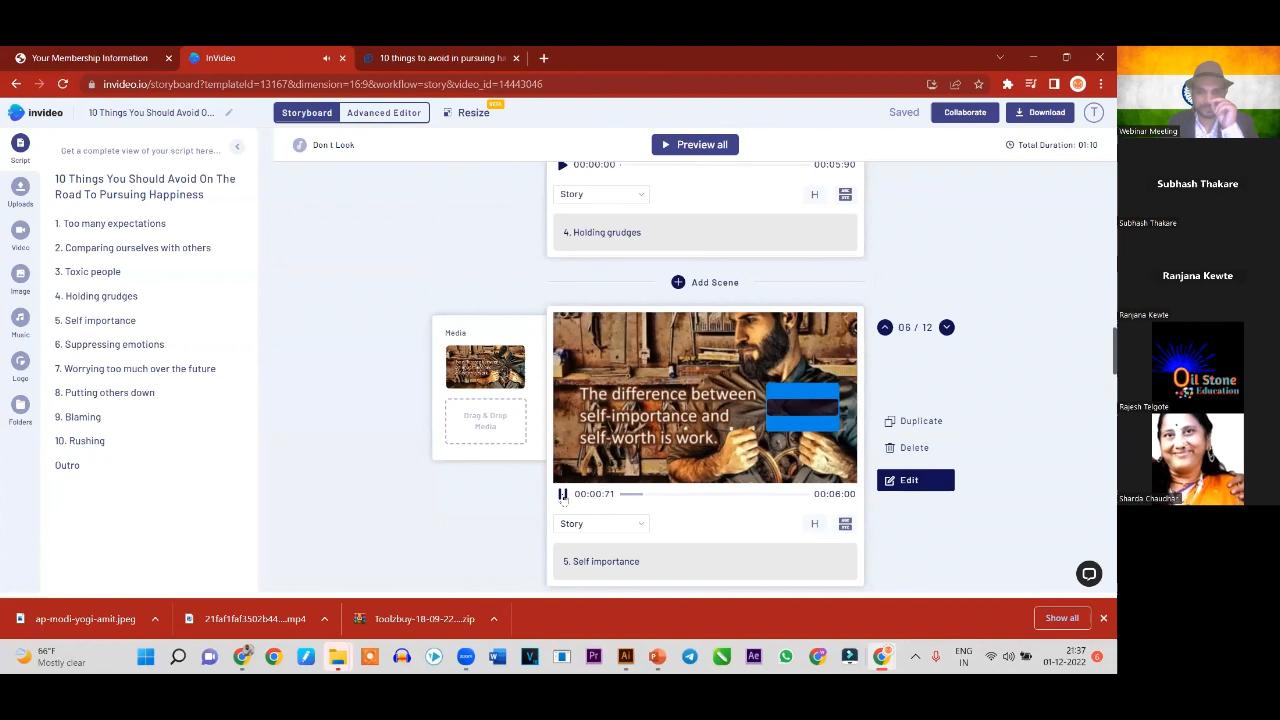 Your Membership Information
InVideo
10 things to avoid in pursuing ha
invideo.io/storyboard?templateId=13167&dimension=16:9&workflow=story&video_id=14443046
invideo
10 Things You Should Avoid O...
Storyboard
Advanced Editor
BETA
Resize
Saved
Collaborate
Download
T
Webinar Meeting
Script
Uploads
Video
Image
Music
Logo
Folders
Get a complete view of your script here...
10 Things You Should Avoid On The
Road To Pursuing Happiness
1. Too many expectations
2. Comparing ourselves with others
3. Toxic people
4. Holding grudges
5. Self importance
6. Suppressing emotions
7. Worrying too much over the future
8. Putting others down
9. Blaming
10. Rushing
Outro
Don t Look
Preview all
Total Duration: 01:10
00:00:00
00:05:90
Story
H
4. Holding grudges
Add Scene
Media
Drag & Drop
Media
The difference between
self-importance and
self-worth is work.
06 / 12
Duplicate
Delete
Edit
00:00:71
00:06:00
Story
H
5. Self importance
Subhash Thakare
Subhash Thakare
Ranjana Kewte
Ranjana Kewte
Oil Stone
Education
Rajesh Telgote
Sharda Chaudhar
ap-modi-yogi-amit.jpeg
21faf1faf3502b44....mp4
Toolzbuy-18-09-22....zip
Show all
66°F
Mostly clear
zoom
W
V
Pr
Ai
P
Ae
ENG
IN
21:37
01-12-2022
6